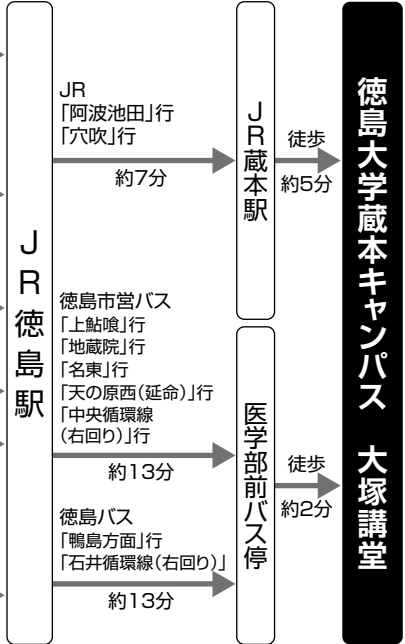 JR徳島駅
JR
「阿波池田」行
「穴吹」行
約7分
JR蔵本駅
徒歩
約5分
徳島市営バス
「上鮎喰」行
「地蔵院」行
「名東」行
「天の原西(延命)」行
「中央循環線
(右回り)」行
約13分
徳島バス
「鴨島方面」行
「石井循環線(右回り)」
約13分
医学部前バス停
徒歩
約2分
徳島大学蔵本キャンパス 大塚講堂